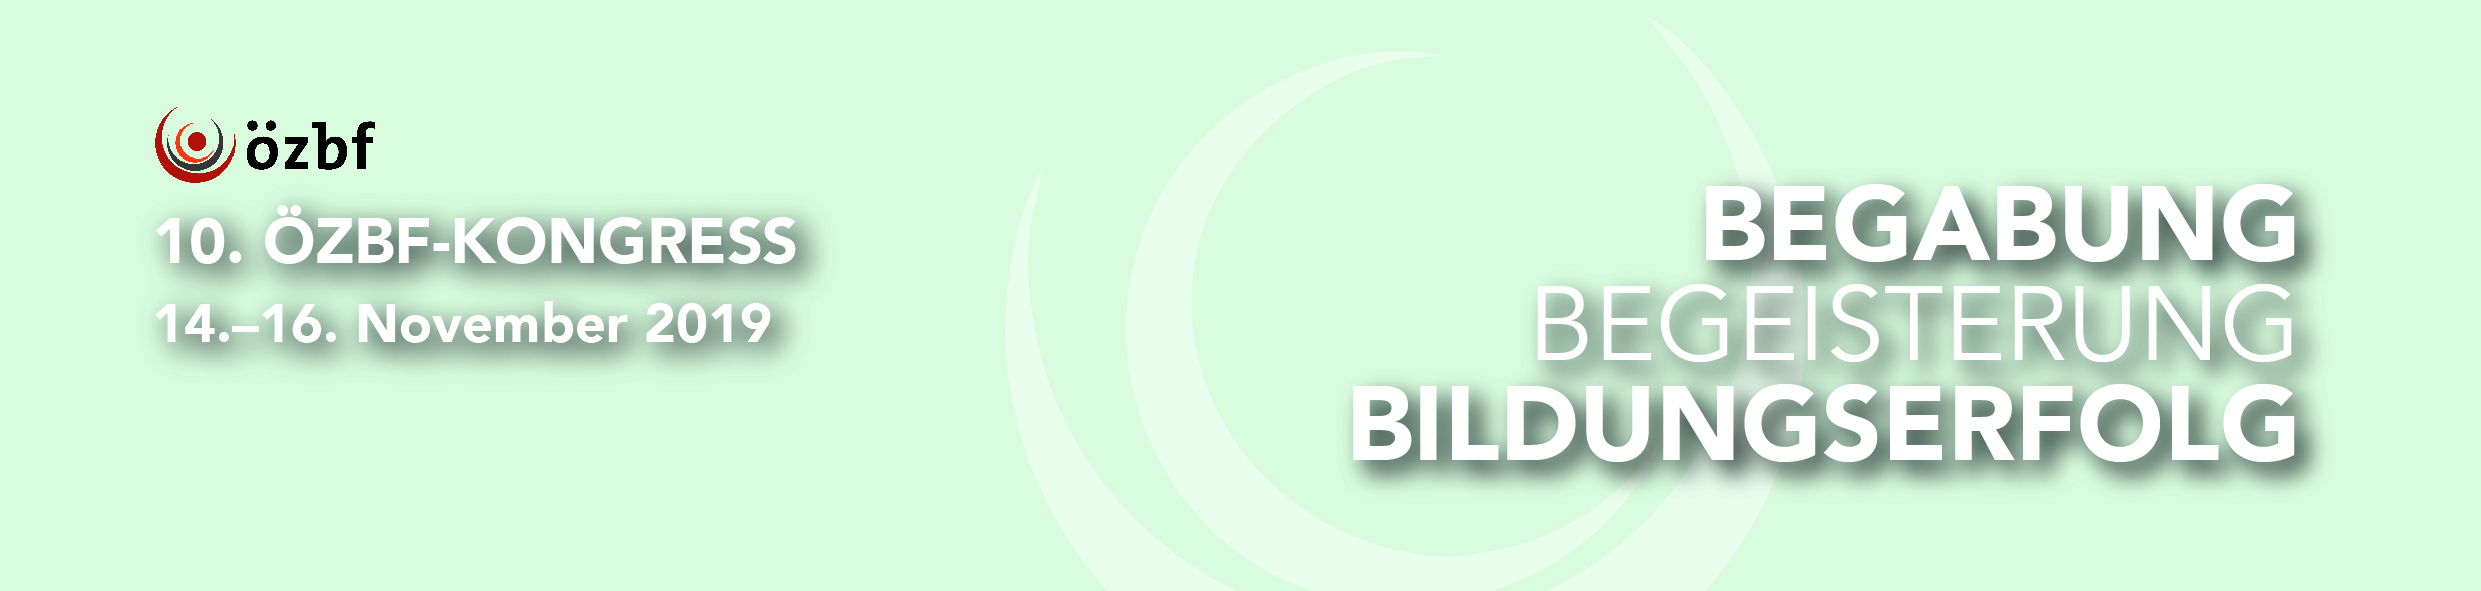 özbf
10. ÖZBF-KONGRESS
14.–16. November 2019
BEGABUNG
BEGEISTERUNG
BILDUNGSERFOLG